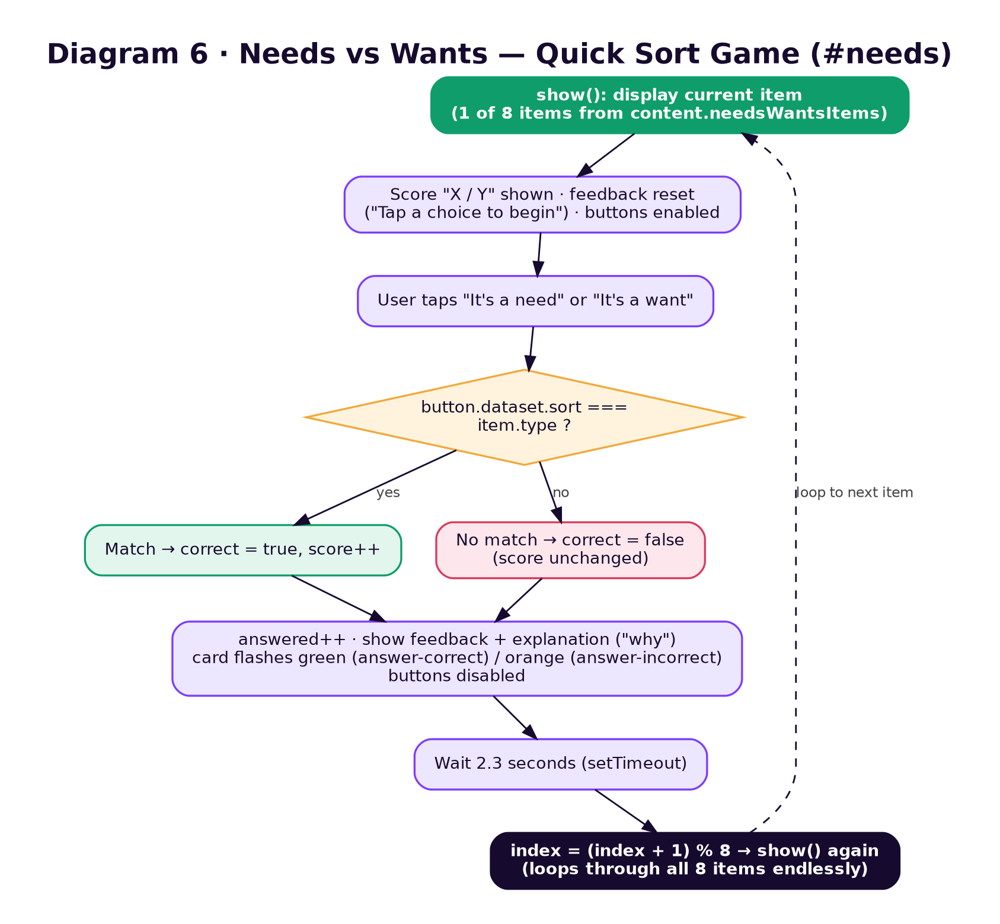 Diagram 6 · Needs vs Wants — Quick Sort Game (#needs)
show(): display current item
(1 of 8 items from content.needsWantsItems)
Score "X / Y" shown · feedback reset
("Tap a choice to begin") · buttons enabled
User taps "It's a need" or "It's a want"
button.dataset.sort ===
item.type ?
yes
no
loop to next item
Match → correct = true, score++
No match → correct = false
(score unchanged)
answered++ · show feedback + explanation ("why")
card flashes green (answer-correct) / orange (answer-incorrect)
buttons disabled
Wait 2.3 seconds (setTimeout)
index = (index + 1) % 8 → show() again
(loops through all 8 items endlessly)